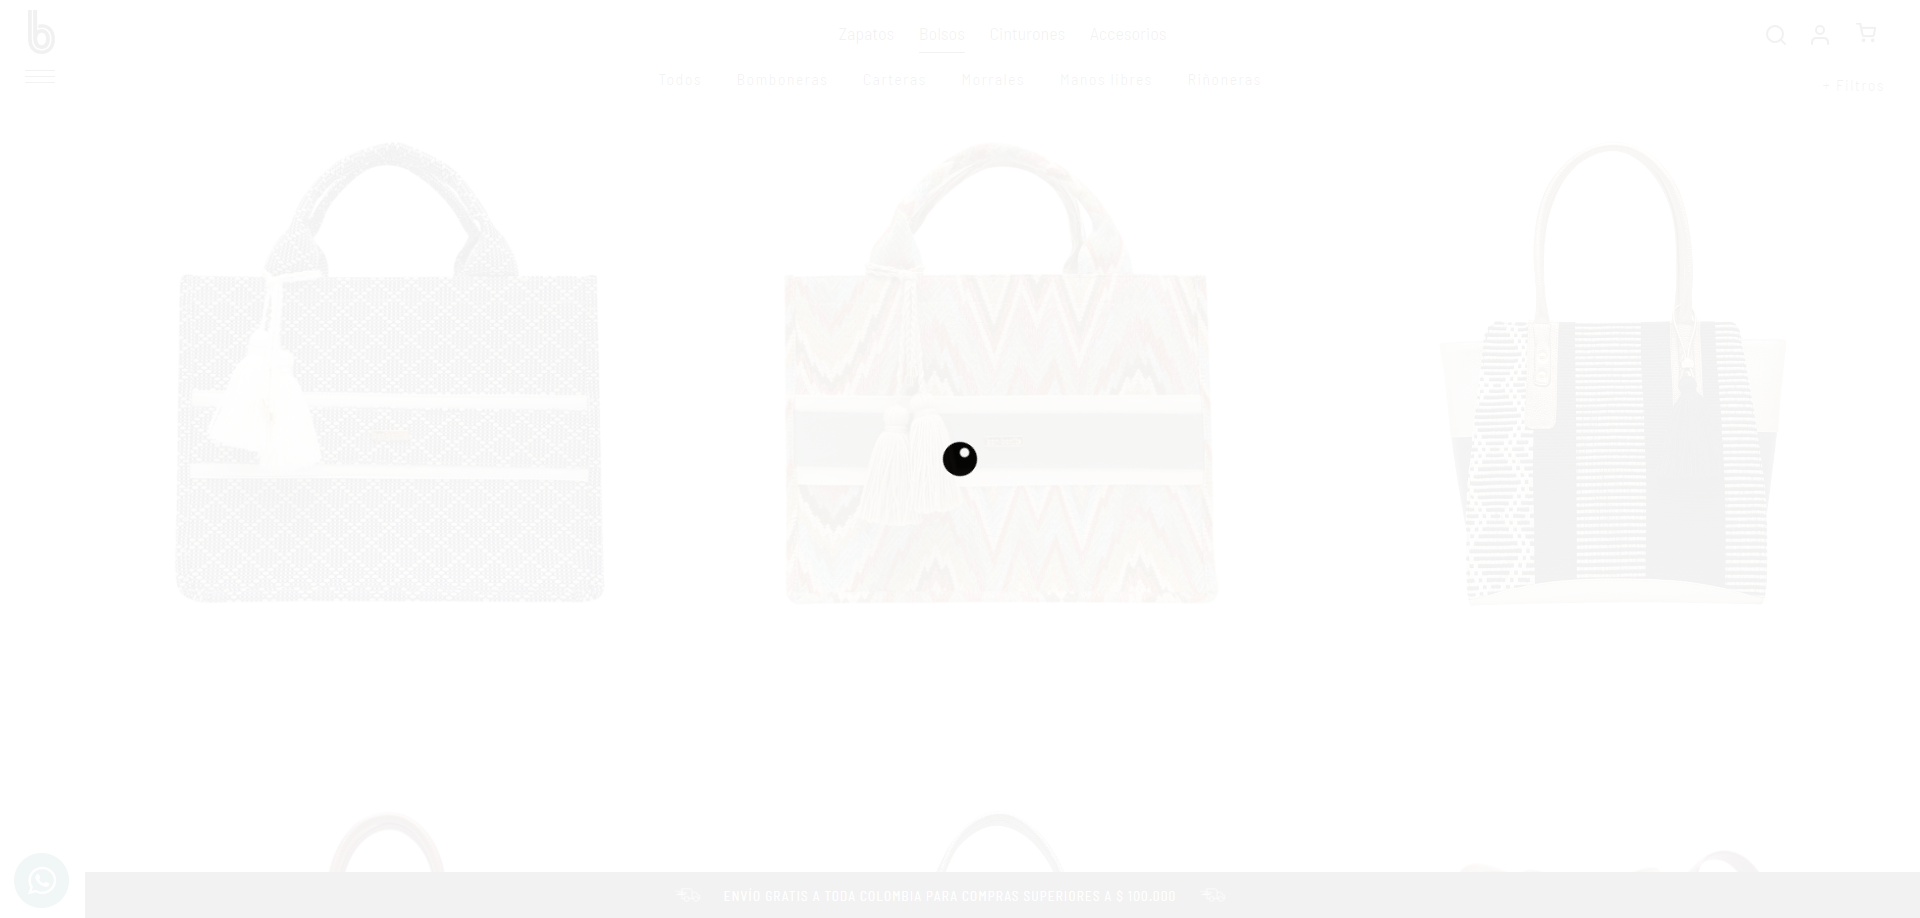 b
Zapatos Bolsos Cinturones Accesorios
Todos Bomboneras Carteras Morrales Manos libres Riñoneras
+ Filtros
ENVÍO GRATIS A TODA COLOMBIA PARA COMPRAS SUPERIORES A $ 100.000